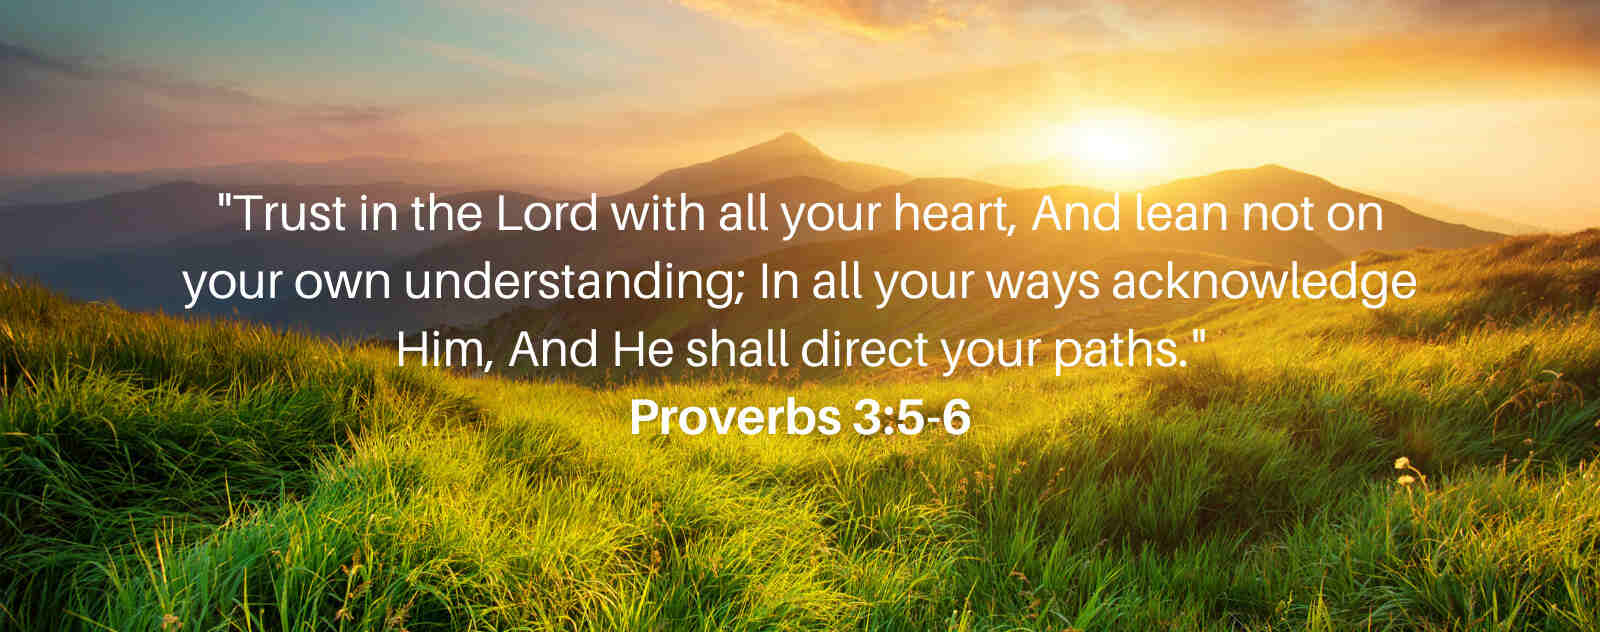 "Trust in the Lord with all your heart, And lean not on
your own understanding; In all your ways acknowledge
Him, And He shall direct your paths."
Proverbs 3:5-6